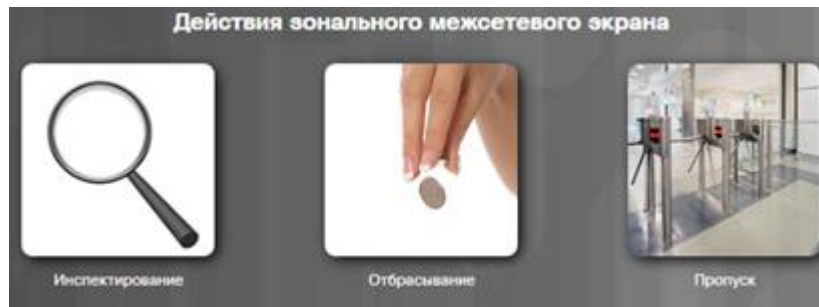 Действия зонального межсетевого экрана
Инспектирование
Отбрасывание
Пропуск